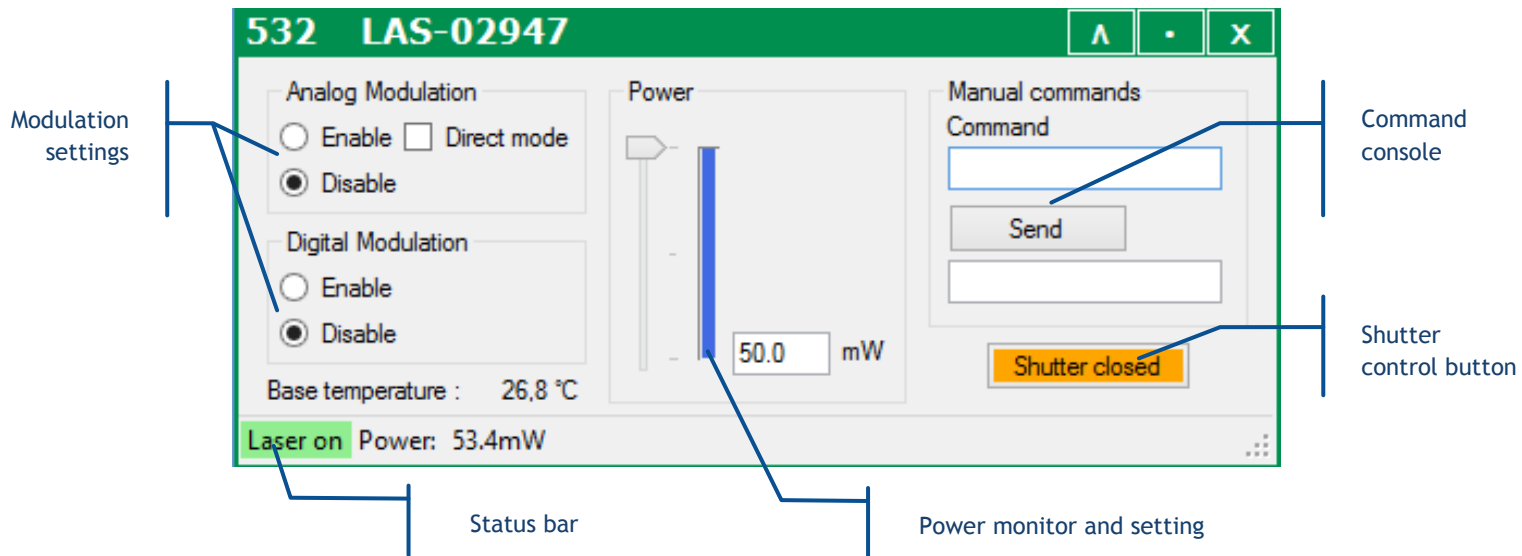 532 LAS-02947
Λ • X
Modulation
settings
Analog Modulation
Enable Direct mode
Disable
Digital Modulation
Enable
Disable
Base temperature : 26,8 °C
Power
50.0 mW
Manual commands
Command
Send
Shutter closed
Command
console
Shutter
control button
Laser on Power: 53.4mW
Status bar
Power monitor and setting